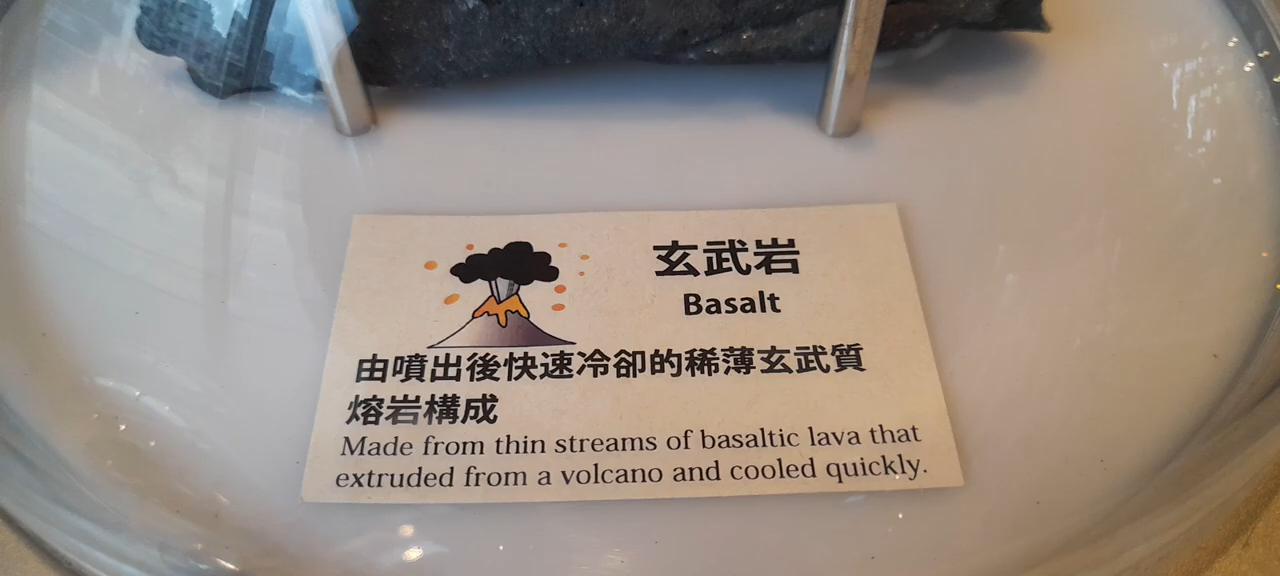 玄武岩
Basalt
由噴出後快速冷卻的稀薄玄武質
熔岩構成
Made from thin streams of basaltic lava that
extruded from a volcano and cooled quickly.